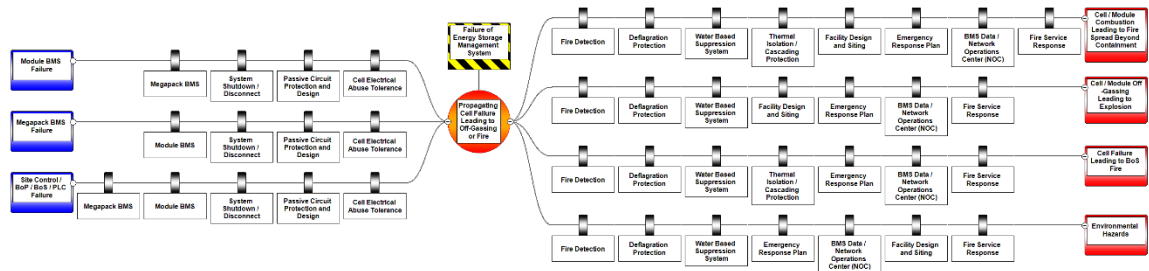 Failure of
Energy Storage
Management
System
Propagating
Cell Failure
Leading to
Off-Gassing
or Fire
Module BMS
Failure
Megapack BMS
System
Shutdown /
Disconnect
Passive Circuit
Protection and
Design
Cell Electrical
Abuse Tolerance
Megapack BMS
Failure
Module BMS
System
Shutdown /
Disconnect
Passive Circuit
Protection and
Design
Cell Electrical
Abuse Tolerance
Site Control /
BoP / BoS / PLC
Failure
Megapack BMS
Module BMS
System
Shutdown /
Disconnect
Passive Circuit
Protection and
Design
Cell Electrical
Abuse Tolerance
Fire Detection
Deflagration
Protection
Water Based
Suppression
System
Thermal
Isolation /
Cascading
Protection
Facility Design
and Siting
Emergency
Response Plan
BMS Data /
Network
Operations
Center (NOC)
Fire Service
Response
Cell / Module
Combustion
Leading to Fire
Spread Beyond
Containment
Fire Detection
Deflagration
Protection
Water Based
Suppression
System
Facility Design
and Siting
Emergency
Response Plan
BMS Data /
Network
Operations
Center (NOC)
Fire Service
Response
Cell / Module Off
-Gassing
Leading to
Explosion
Fire Detection
Deflagration
Protection
Water Based
Suppression
System
Thermal
Isolation /
Cascading
Protection
Emergency
Response Plan
BMS Data /
Network
Operations
Center (NOC)
Fire Service
Response
Cell Failure
Leading to BoS
Fire
Fire Detection
Deflagration
Protection
Water Based
Suppression
System
Emergency
Response Plan
BMS Data /
Network
Operations
Center (NOC)
Facility Design
and Siting
Fire Service
Response
Environmental
Hazards